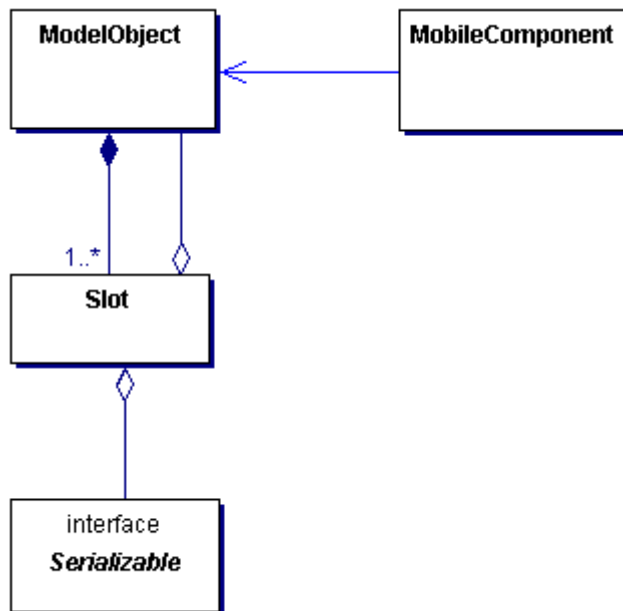 ModelObject
MobileComponent
1..*
Slot
interface
Serializable